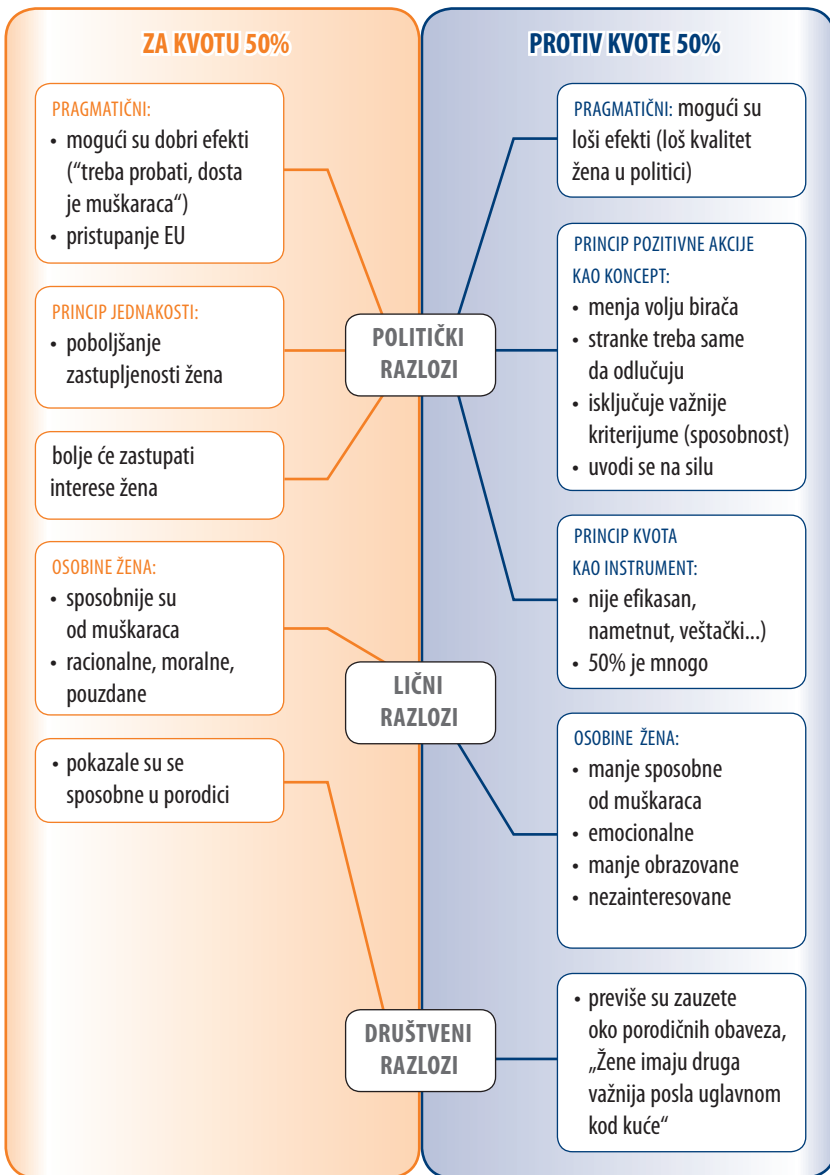 ZA KVOTU 50%
PRAGMATIČNI:
• mogući su dobri efekti
(“treba probati, dosta
je muškaraca“)
• pristupanje EU
PRINCIP JEDNAKOSTI:
• poboljšanje
zastupljenosti žena
bolje će zastupati
interese žena
OSOBINE ŽENA:
• sposobnije su
od muškaraca
• racionalne, moralne,
pouzdane
• pokazale su se
sposobne u porodici
POLITIČKI
RAZLOZI
LIČNI
RAZLOZI
DRUŠTVENI
RAZLOZI
PROTIV KVOTE 50%
PRAGMATIČNI: mogući su
loši efekti (loš kvalitet
žena u politici)
PRINCIP POZITIVNE AKCIJE
KAO KONCEPT:
• menja volju birača
• stranke treba same
da odlučuju
• isključuje važnije
kriterijume (sposobnost)
• uvodi se na silu
PRINCIP KVOTA
KAO INSTRUMENT:
• nije efikasan,
nametnut, veštački...)
• 50% je mnogo
OSOBINE ŽENA:
• manje sposobne
od muškaraca
• emocionalne
• manje obrazovane
• nezainteresovane
• previše su zauzete
oko porodičnih obaveza,
„Žene imaju druga
važnija posla uglavnom
kod kuće“